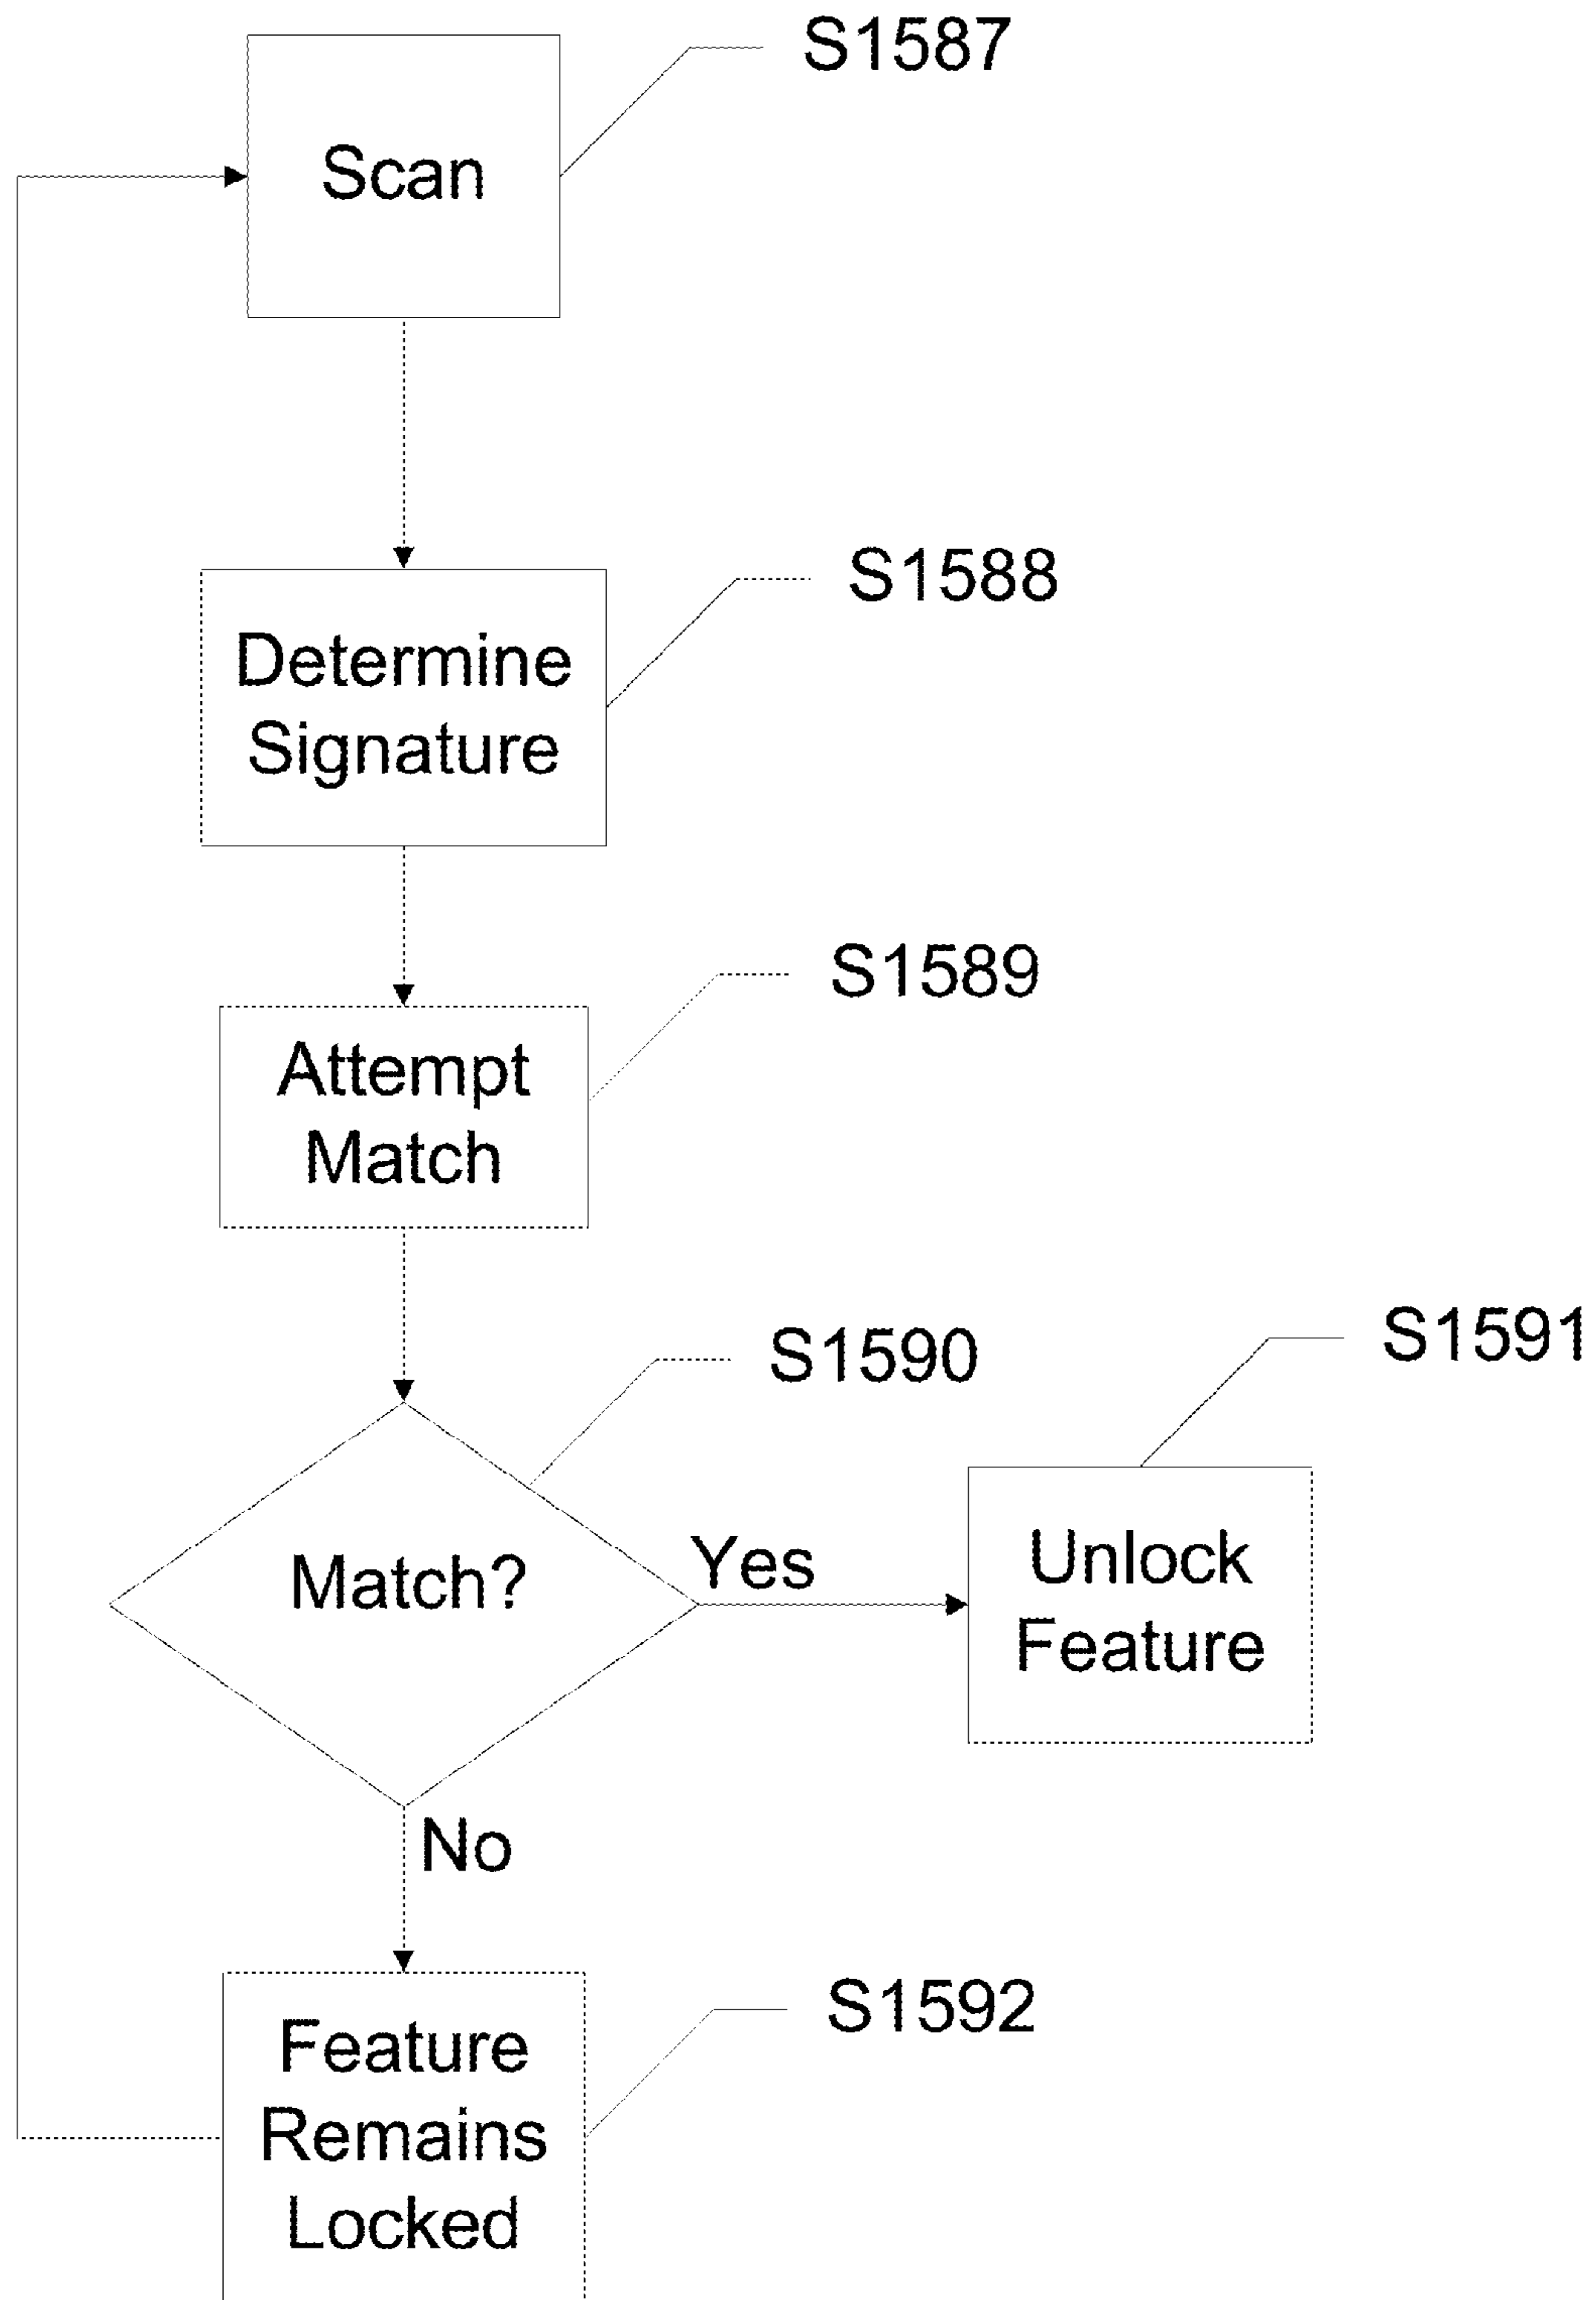 S1587
Scan
S1588
Determine
Signature
S1589
Attempt
Match
S1590
S1591
Match?
Yes
Unlock
Feature
No
S1592
Feature
Remains
Locked